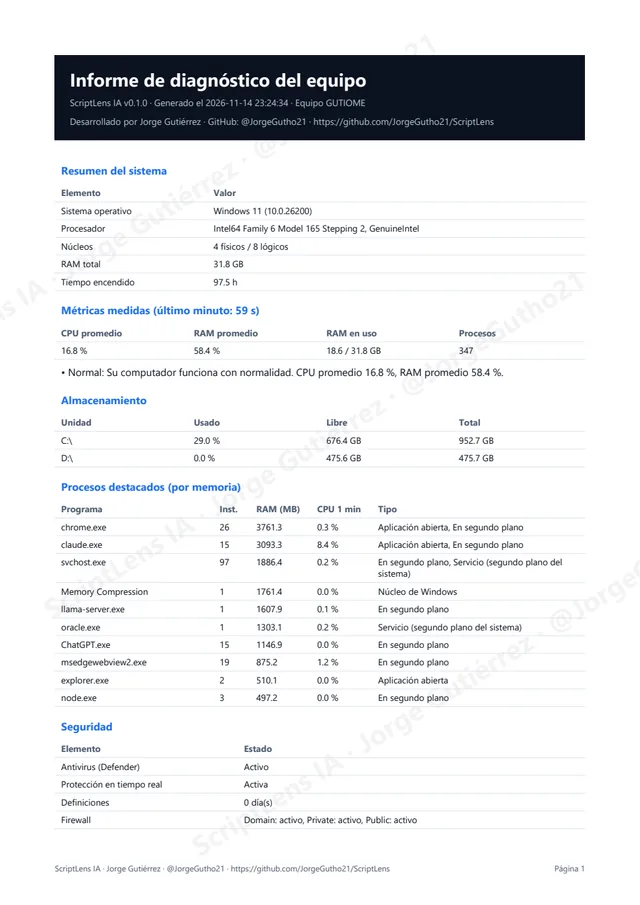 Informe de diagnóstico del equipo
ScriptLens IA v0.1.0 · Generado el 2026-11-14 23:24:34 · Equipo GUTIOME
Desarrollado por Jorge Gutiérrez · GitHub: @JorgeGutho21 · https://github.com/JorgeGutho21/ScriptLens
Resumen del sistema
Elemento Valor
Sistema operativo Windows 11 (10.0.26200)
Procesador Intel64 Family 6 Model 165 Stepping 2, GenuineIntel
Núcleos 4 físicos / 8 lógicos
RAM total 31.8 GB
Tiempo encendido 97.5 h
Métricas medidas (último minuto: 59 s)
CPU promedio RAM promedio RAM en uso Procesos
16.8 % 58.4 % 18.6 / 31.8 GB 347
• Normal: Su computador funciona con normalidad. CPU promedio 16.8 %, RAM promedio 58.4 %.
Almacenamiento
Unidad Usado Libre Total
C:\ 29.0 % 676.4 GB 952.7 GB
D:\ 0.0 % 475.6 GB 475.7 GB
Procesos destacados (por memoria)
Programa Inst. RAM (MB) CPU 1 min Tipo
chrome.exe 26 3761.3 0.3 % Aplicación abierta, En segundo plano
claude.exe 15 3093.3 8.4 % Aplicación abierta, En segundo plano
svchost.exe 97 1886.4 0.2 % En segundo plano, Servicio (segundo plano del
sistema)
Memory Compression 1 1761.4 0.0 % Núcleo de Windows
llama-server.exe 1 1607.9 0.1 % En segundo plano
oracle.exe 1 1303.1 0.2 % Servicio (segundo plano del sistema)
ChatGPT.exe 15 1146.9 0.0 % En segundo plano
msedgewebview2.exe 19 875.2 1.2 % En segundo plano
explorer.exe 2 510.1 0.0 % Aplicación abierta
node.exe 3 497.2 0.0 % En segundo plano
Seguridad
Elemento Estado
Antivirus (Defender) Activo
Protección en tiempo real Activa
Definiciones 0 día(s)
Firewall Domain: activo, Private: activo, Public: activo
ScriptLens IA · Jorge Gutiérrez · @JorgeGutho21 · https://github.com/JorgeGutho21/ScriptLens Página 1
ScriptLens IA · Jorge Gutiérrez · @JorgeGutho21